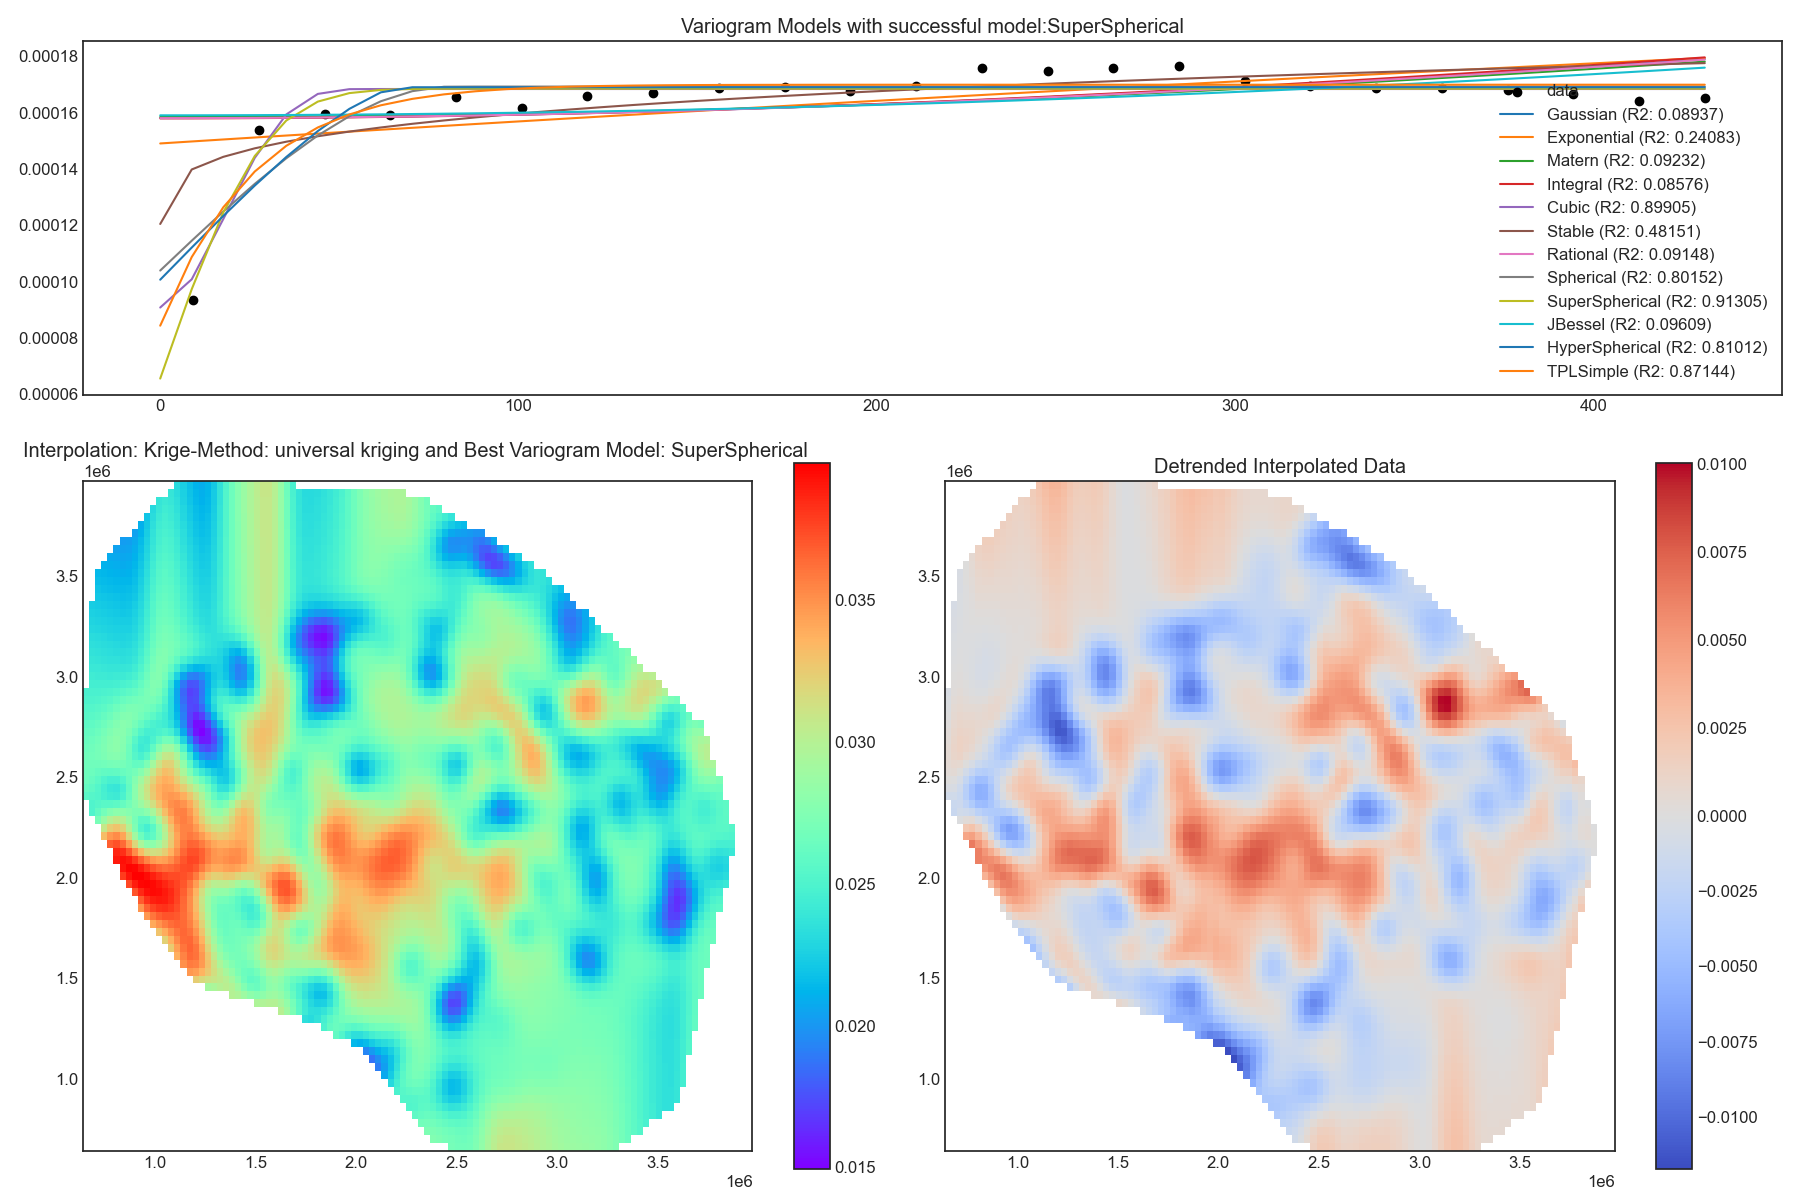 Variogram Models with successful model:SuperSpherical
0.00018
0.00016
0.00014
0.00012
0.00010
0.00008
0.00006
0 100 200 300 400
data
Gaussian (R2: 0.08937)
Exponential (R2: 0.24083)
Matern (R2: 0.09232)
Integral (R2: 0.08576)
Cubic (R2: 0.89905)
Stable (R2: 0.48151)
Rational (R2: 0.09148)
Spherical (R2: 0.80152)
SuperSpherical (R2: 0.91305)
JBessel (R2: 0.09609)
HyperSpherical (R2: 0.81012)
TPLSimple (R2: 0.87144)
Interpolation: Krige-Method: universal kriging and Best Variogram Model: SuperSpherical
1e6
3.5
3.0
2.5
2.0
1.5
1.0
1.0 1.5 2.0 2.5 3.0 3.5
1e6
0.035
0.030
0.025
0.020
0.015
Detrended Interpolated Data
1e6
3.5
3.0
2.5
2.0
1.5
1.0
1.0 1.5 2.0 2.5 3.0 3.5
1e6
0.0100
0.0075
0.0050
0.0025
0.0000
−0.0025
−0.0050
−0.0075
−0.0100